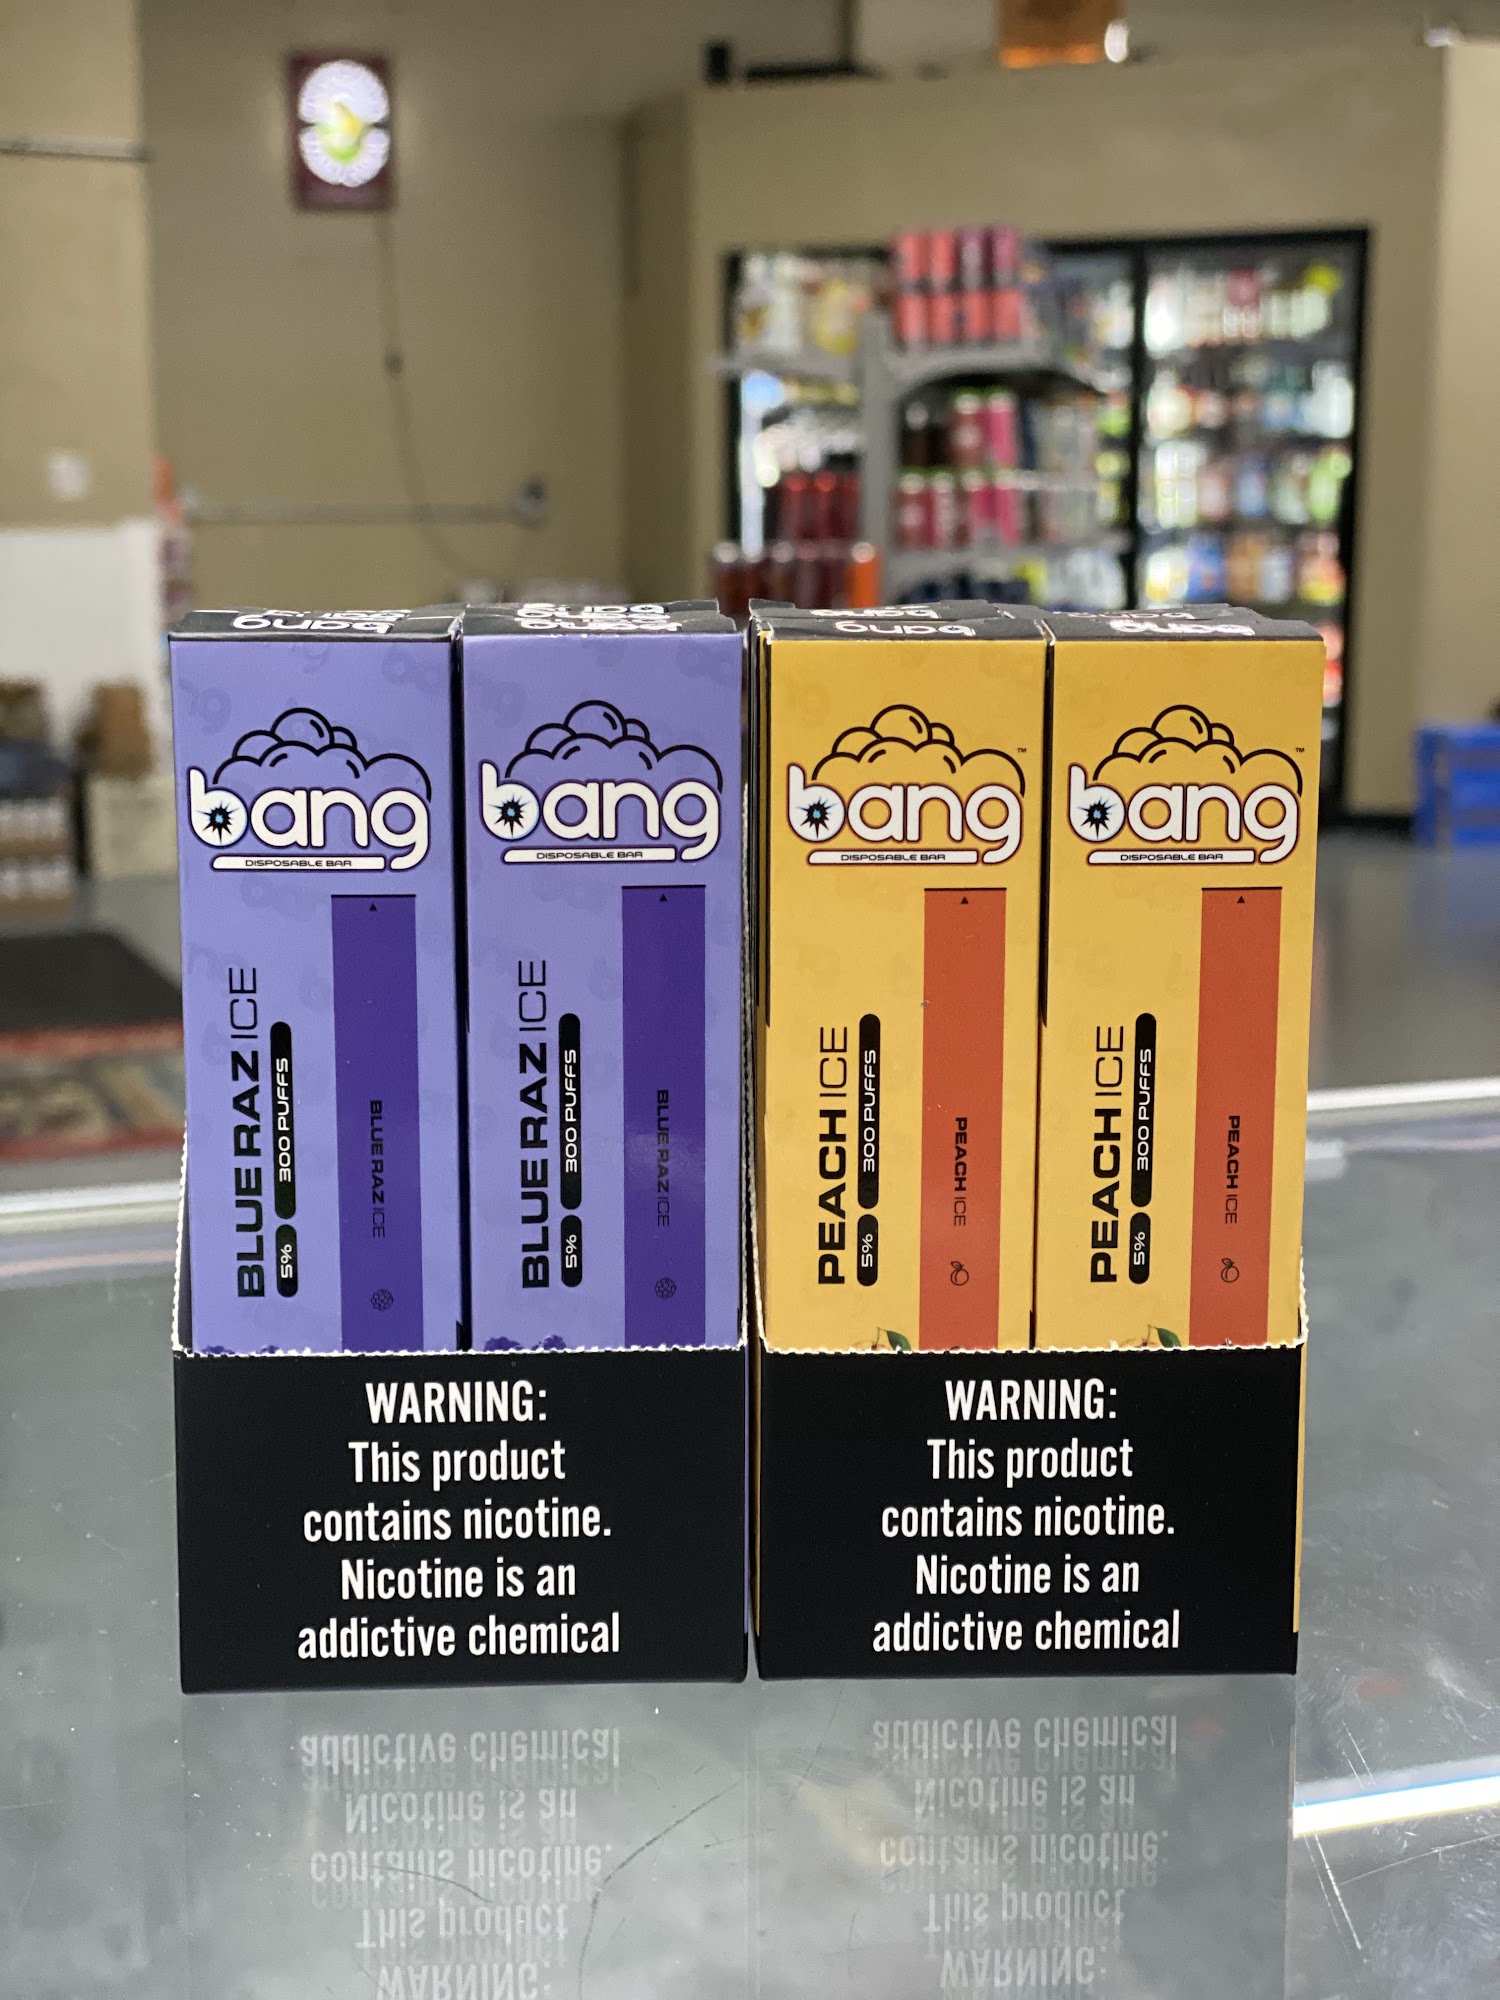 bang
DISPOSABLE BAR
BLUE RAZ ICE
5% 300 PUFFS
BLUE RAZ ICE
bang
DISPOSABLE BAR
BLUE RAZ ICE
5% 300 PUFFS
BLUE RAZ ICE
WARNING:
This product
contains nicotine.
Nicotine is an
addictive chemical
bang™
DISPOSABLE BAR
PEACH ICE
5% 300 PUFFS
PEACH ICE
bang™
DISPOSABLE BAR
PEACH ICE
5% 300 PUFFS
PEACH ICE
WARNING:
This product
contains nicotine.
Nicotine is an
addictive chemical